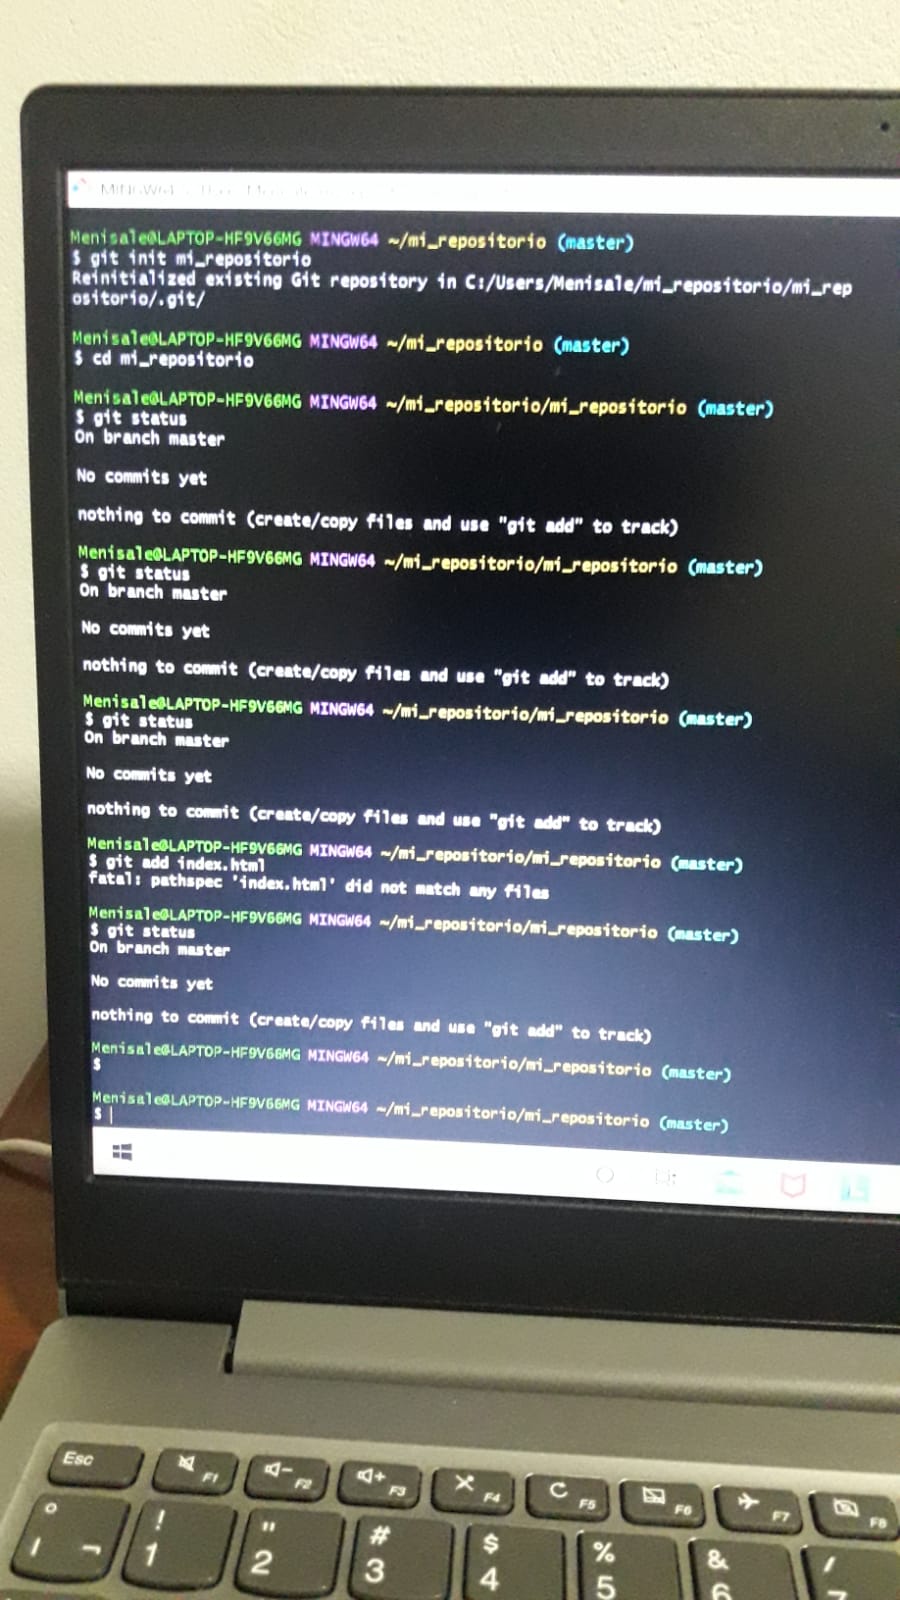 Menisale@LAPTOP-HF9V66MG MINGW64 ~/mi_repositorio (master)
$ git init mi_repositorio
Reinitialized existing Git repository in C:/Users/Menisale/mi_repositorio/mi_rep
ositorio/.git/
Menisale@LAPTOP-HF9V66MG MINGW64 ~/mi_repositorio (master)
$ cd mi_repositorio
Menisale@LAPTOP-HF9V66MG MINGW64 ~/mi_repositorio/mi_repositorio (master)
$ git status
On branch master
No commits yet
nothing to commit (create/copy files and use "git add" to track)
Menisale@LAPTOP-HF9V66MG MINGW64 ~/mi_repositorio/mi_repositorio (master)
$ git status
On branch master
No commits yet
nothing to commit (create/copy files and use "git add" to track)
Menisale@LAPTOP-HF9V66MG MINGW64 ~/mi_repositorio/mi_repositorio (master)
$ git status
On branch master
No commits yet
nothing to commit (create/copy files and use "git add" to track)
Menisale@LAPTOP-HF9V66MG MINGW64 ~/mi_repositorio/mi_repositorio (master)
$ git add index.html
fatal: pathspec 'index.html' did not match any files
Menisale@LAPTOP-HF9V66MG MINGW64 ~/mi_repositorio/mi_repositorio (master)
$ git status
On branch master
No commits yet
nothing to commit (create/copy files and use "git add" to track)
Menisale@LAPTOP-HF9V66MG MINGW64 ~/mi_repositorio/mi_repositorio (master)
$
Menisale@LAPTOP-HF9V66MG MINGW64 ~/mi_repositorio/mi_repositorio (master)
$
Esc F1 F2 F3 F4 F5 F6 F7 F8
° ! " # $ % & /
| ¬ 1 2 3 4 5 6